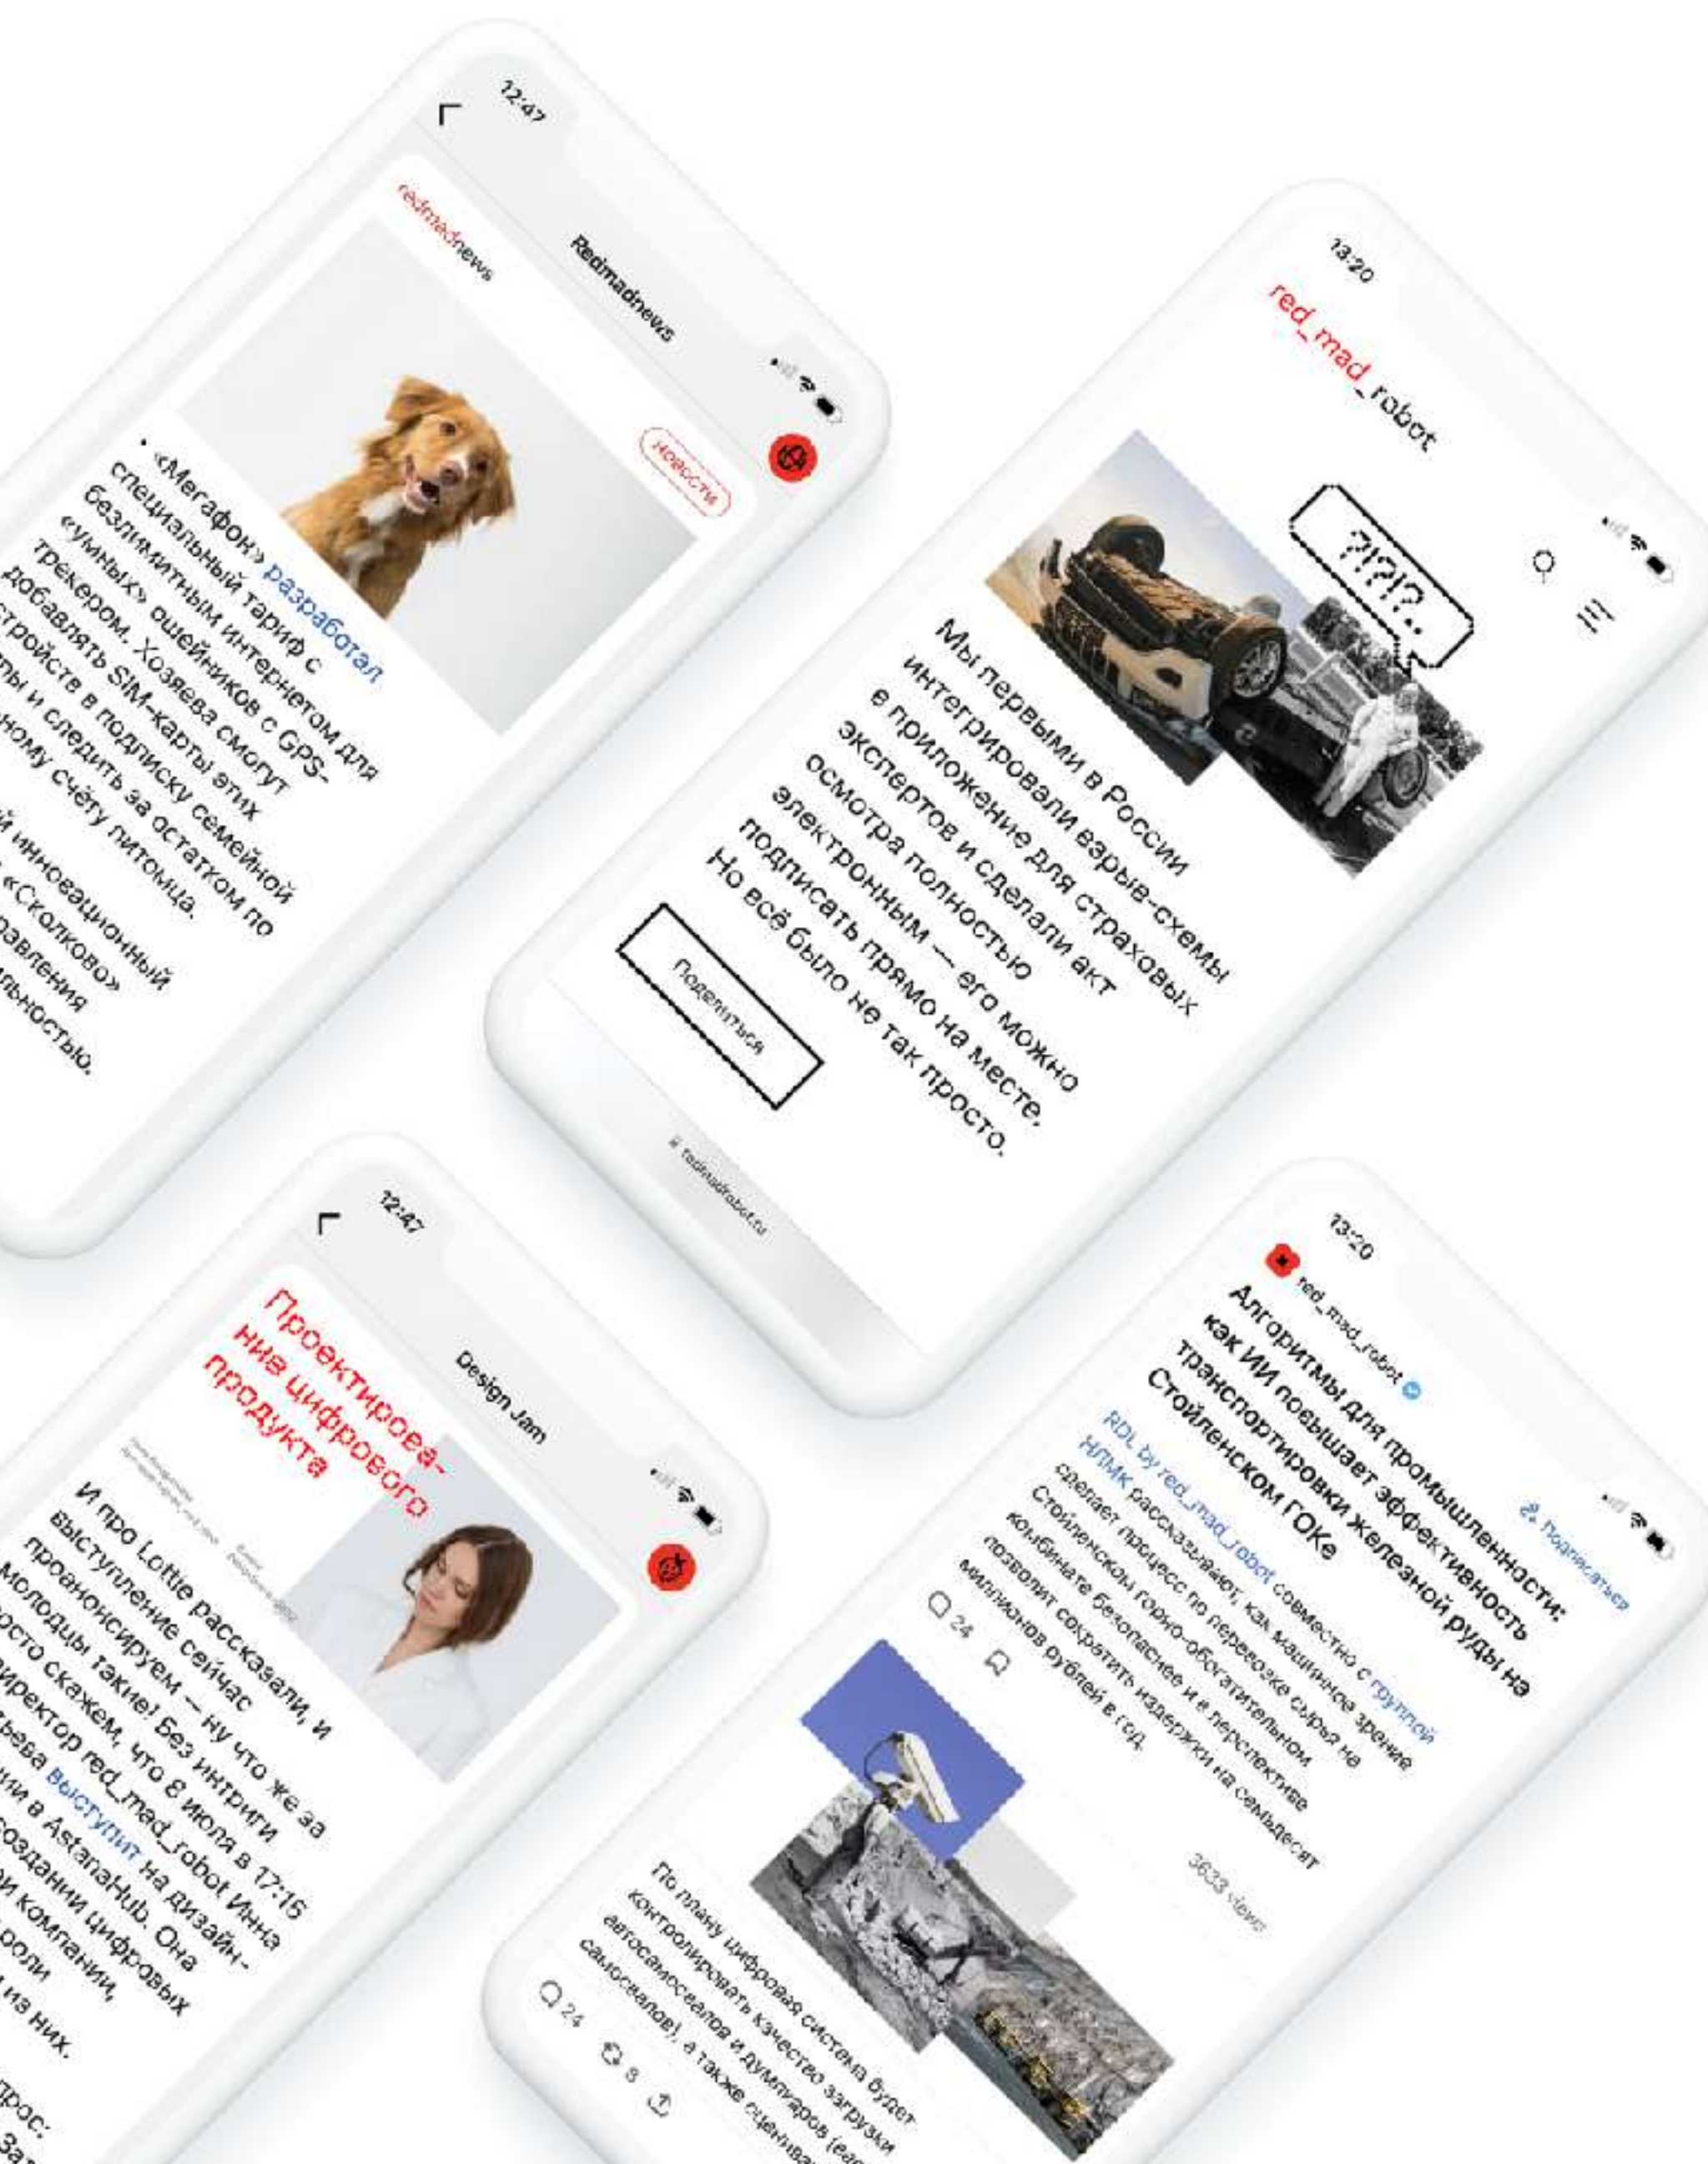 12:47
Redmadnews
redmadnews
Новости
• «Мегафон» разработал
специальный тариф с
безлимитным интернетом для
«умных» ошейников с GPS-
трекером. Хозяева смогут
добавлять SIM-карты этих
в подписку семейной
и следить за остатком по
счёту питомца.
инновационный
«Сколково»
12:47
Design Jam
Проектирова-
ние цифрового
продукта
И про Lottie рассказали, и
выступление сейчас
проанонсируем — ну что же за
молодцы такие! Без интриги
скажем, что 8 июля в 17:15
red_mad_robot Инна
выступит на дизайн-
в AstanaHub. Она
создании цифровых
компании,
роли
из них.
13:20
red_mad_robot
?!?!?..
Мы первыми в России
интегрировали взрыв-схемы
в приложение для страховых
экспертов и сделали акт
осмотра полностью
электронным — его можно
подписать прямо на месте.
Но всё было не так просто.
Поделиться
redmadrobot.ru
13:20
red_mad_robot
Подписаться
Алгоритмы для промышленности:
как ИИ повышает эффективность
транспортировки железной руды на
Стойленском ГОКе
RDL by red_mad_robot совместно с группой
НЛМК рассказывают, как машинное зрение
сделает процесс по перевозке сырья на
Стойленском горно-обогатительном
комбинате безопаснее и в перспективе
позволит сократить издержки на семьдесят
миллионов рублей в год.
24
3633 views
По плану цифровая система будет
контролировать качество загрузки
автосамосвалов и думпкаров
самосвалов), а также
24
8